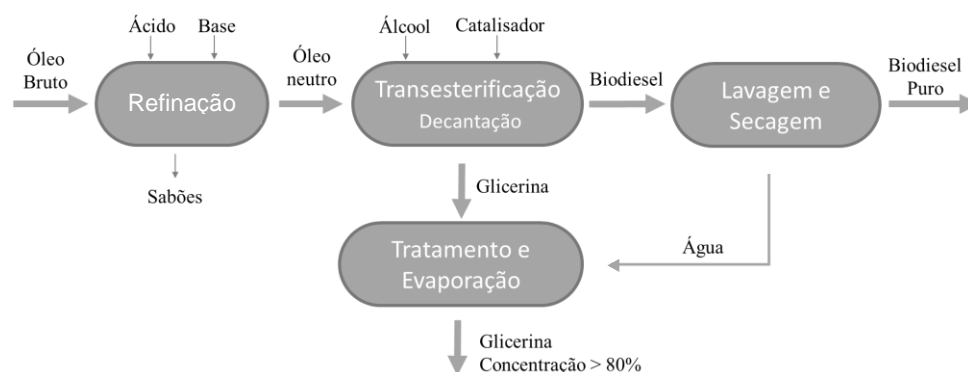 Ácido
Base
Óleo
Bruto
Refinação
Sabões
Óleo
neutro
Álcool
Catalisador
Transesterificação
Decantação
Biodiesel
Lavagem e
Secagem
Biodiesel
Puro
Glicerina
Água
Tratamento e
Evaporação
Glicerina
Concentração > 80%